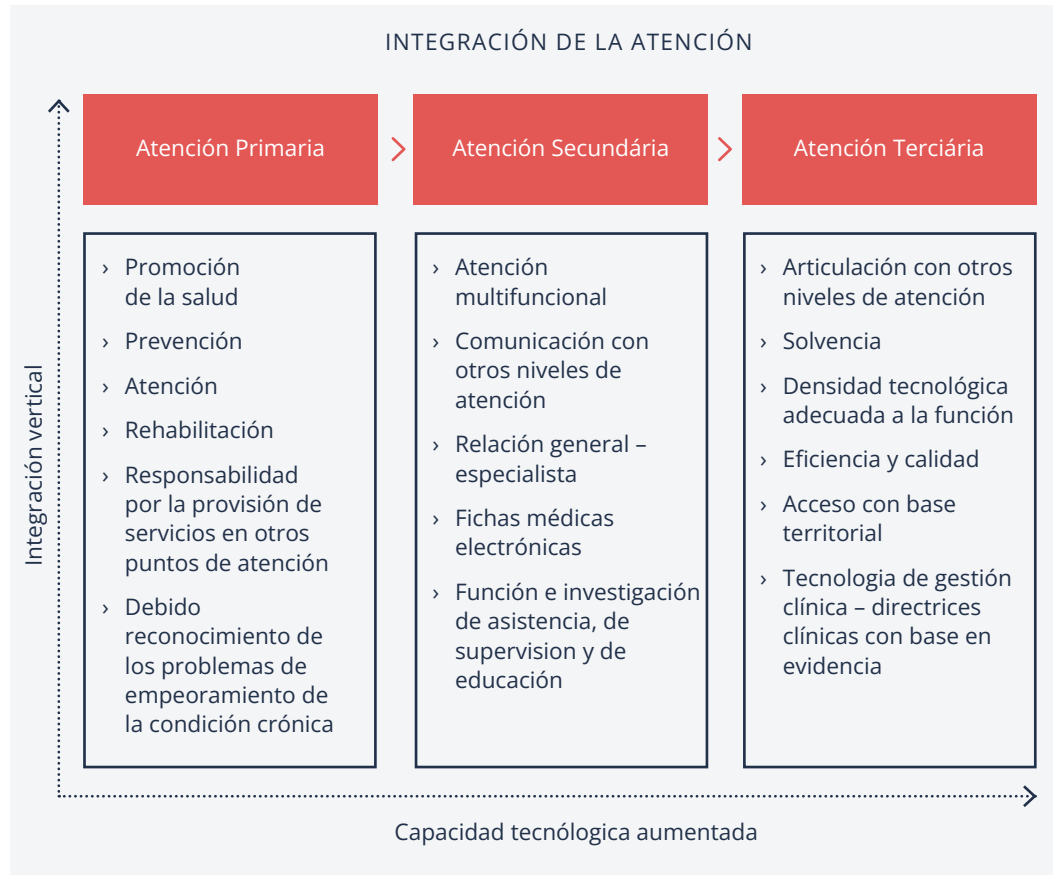 INTEGRACIÓN DE LA ATENCIÓN
Atención Primaria
>
Atención Secundária
>
Atención Terciária
Integración vertical
› Promoción
de la salud
› Prevención
› Atención
› Rehabilitación
› Responsabilidad
por la provisión de
servicios en otros
puntos de atención
› Debido
reconocimiento de
los problemas de
empeoramiento de
la condición crónica
› Atención
multifuncional
› Comunicación con
otros niveles de
atención
› Relación general –
especialista
› Fichas médicas
electrónicas
› Función e investigación
de asistencia, de
supervision y de
educación
› Articulación con otros
niveles de atención
› Solvencia
› Densidad tecnológica
adecuada a la función
› Eficiencia y calidad
› Acceso con base
territorial
› Tecnologia de gestión
clínica – directrices
clínicas con base en
evidencia
Capacidad tecnólogica aumentada